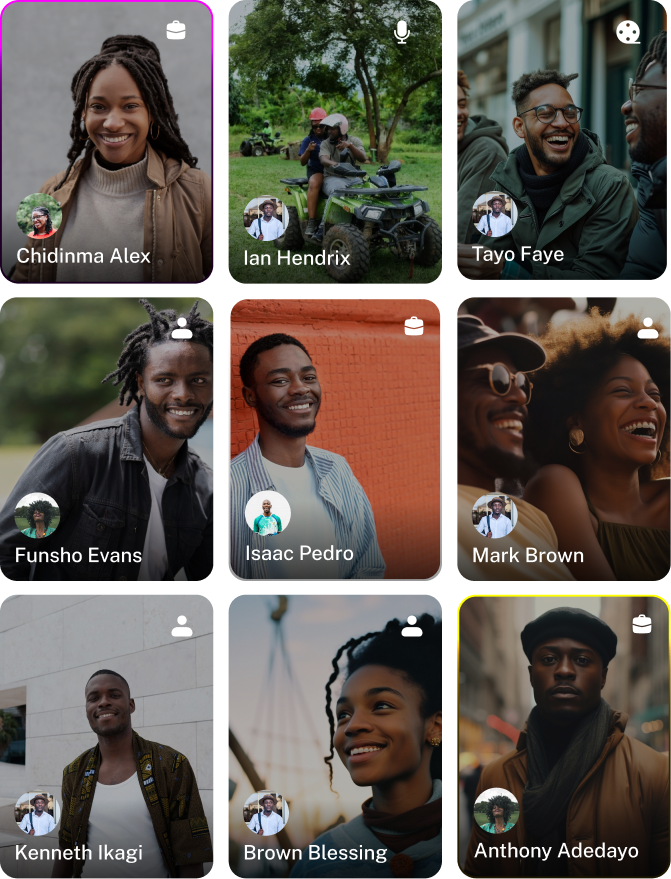 Chidinma Alex
Ian Hendrix
Tayo Faye
Funsho Evans
Isaac Pedro
Mark Brown
Kenneth Ikagi
Brown Blessing
Anthony Adedayo